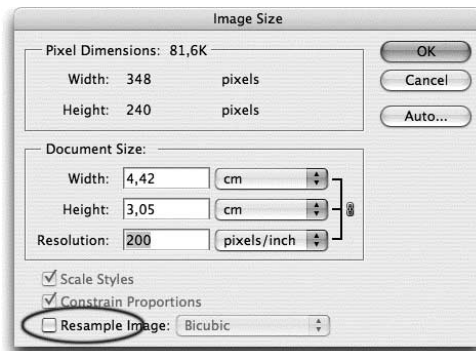 Image Size
Pixel Dimensions: 81,6K
Width: 348 pixels
Height: 240 pixels
OK
Cancel
Auto...
Document Size:
Width: 4,42 cm
Height: 3,05 cm
Resolution: 200 pixels/inch
Scale Styles
Constrain Proportions
Resample Image: Bicubic